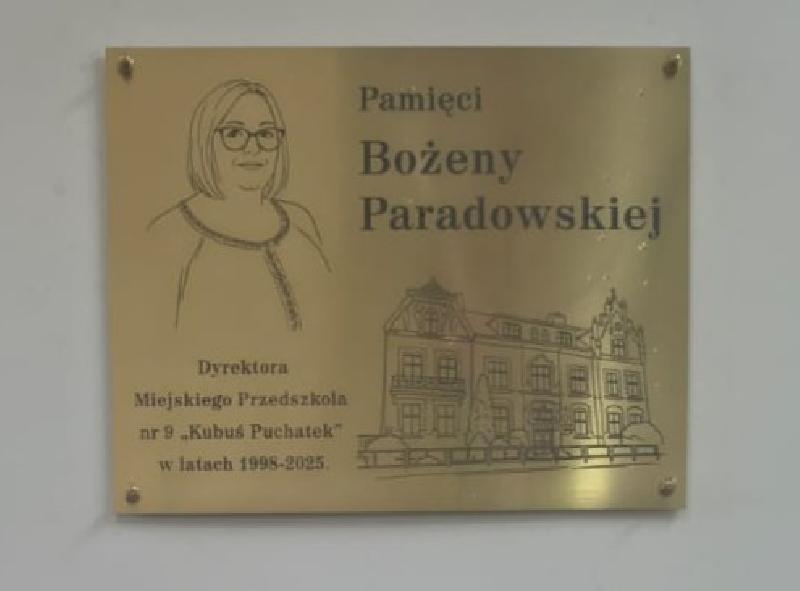 Pamięci
Bożeny
Paradowskiej
Dyrektora
Miejskiego Przedszkola
nr 9 „Kubuś Puchatek”
w latach 1998-2025.